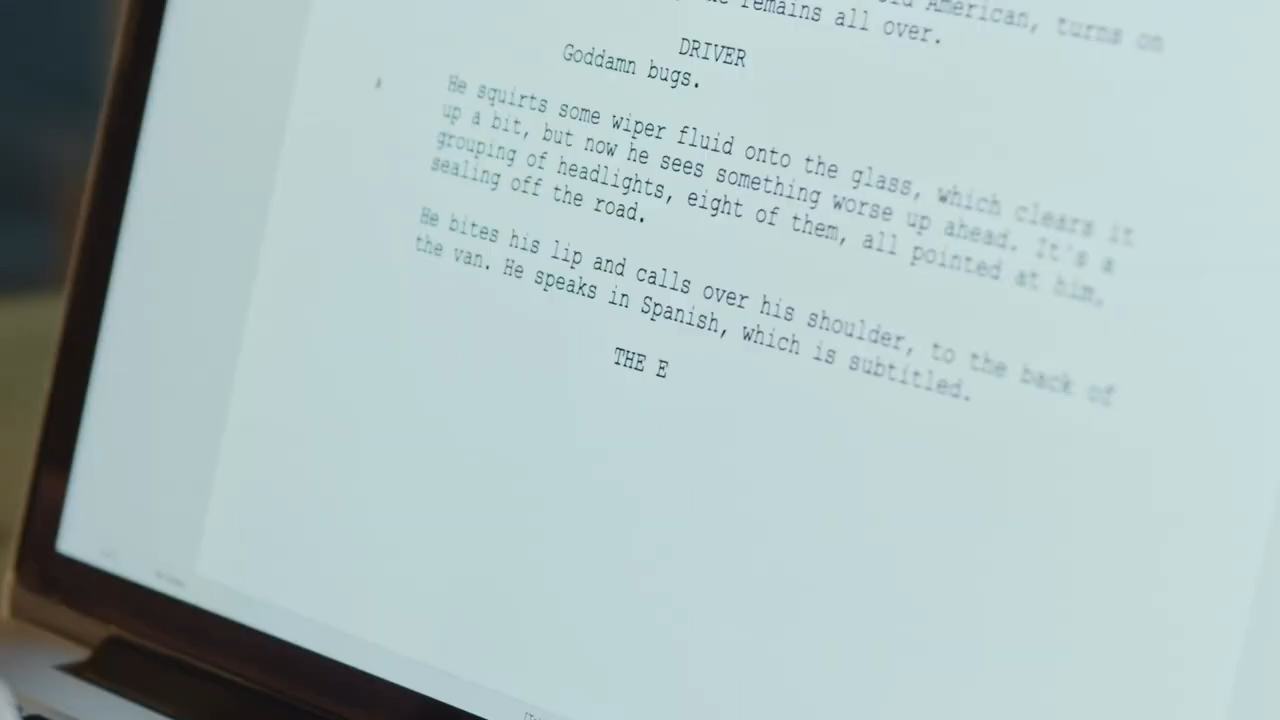 American, turns on
remains all over.
DRIVER
Goddamn bugs.
He squirts some wiper fluid onto the glass, which clears it
up a bit, but now he sees something worse up ahead. It's a
grouping of headlights, eight of them, all pointed at him,
sealing off the road.
He bites his lip and calls over his shoulder, to the back of
the van. He speaks in Spanish, which is subtitled.
THE E